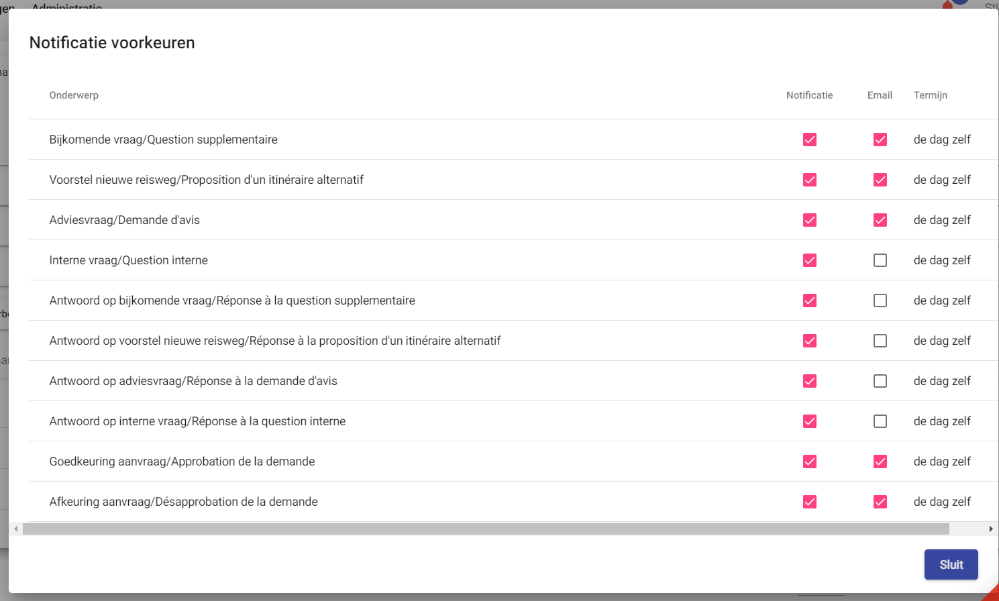 Administratie
Notificatie voorkeuren
Onderwerp Notificatie Email Termijn
Bijkomende vraag/Question supplementaire de dag zelf
Voorstel nieuwe reisweg/Proposition d'un itinéraire alternatif de dag zelf
Adviesvraag/Demande d'avis de dag zelf
Interne vraag/Question interne de dag zelf
Antwoord op bijkomende vraag/Réponse à la question supplementaire de dag zelf
Antwoord op voorstel nieuwe reisweg/Réponse à la proposition d'un itinéraire alternatif de dag zelf
Antwoord op adviesvraag/Réponse à la demande d'avis de dag zelf
Antwoord op interne vraag/Réponse à la question interne de dag zelf
Goedkeuring aanvraag/Approbation de la demande de dag zelf
Afkeuring aanvraag/Désapprobation de la demande de dag zelf
Sluit